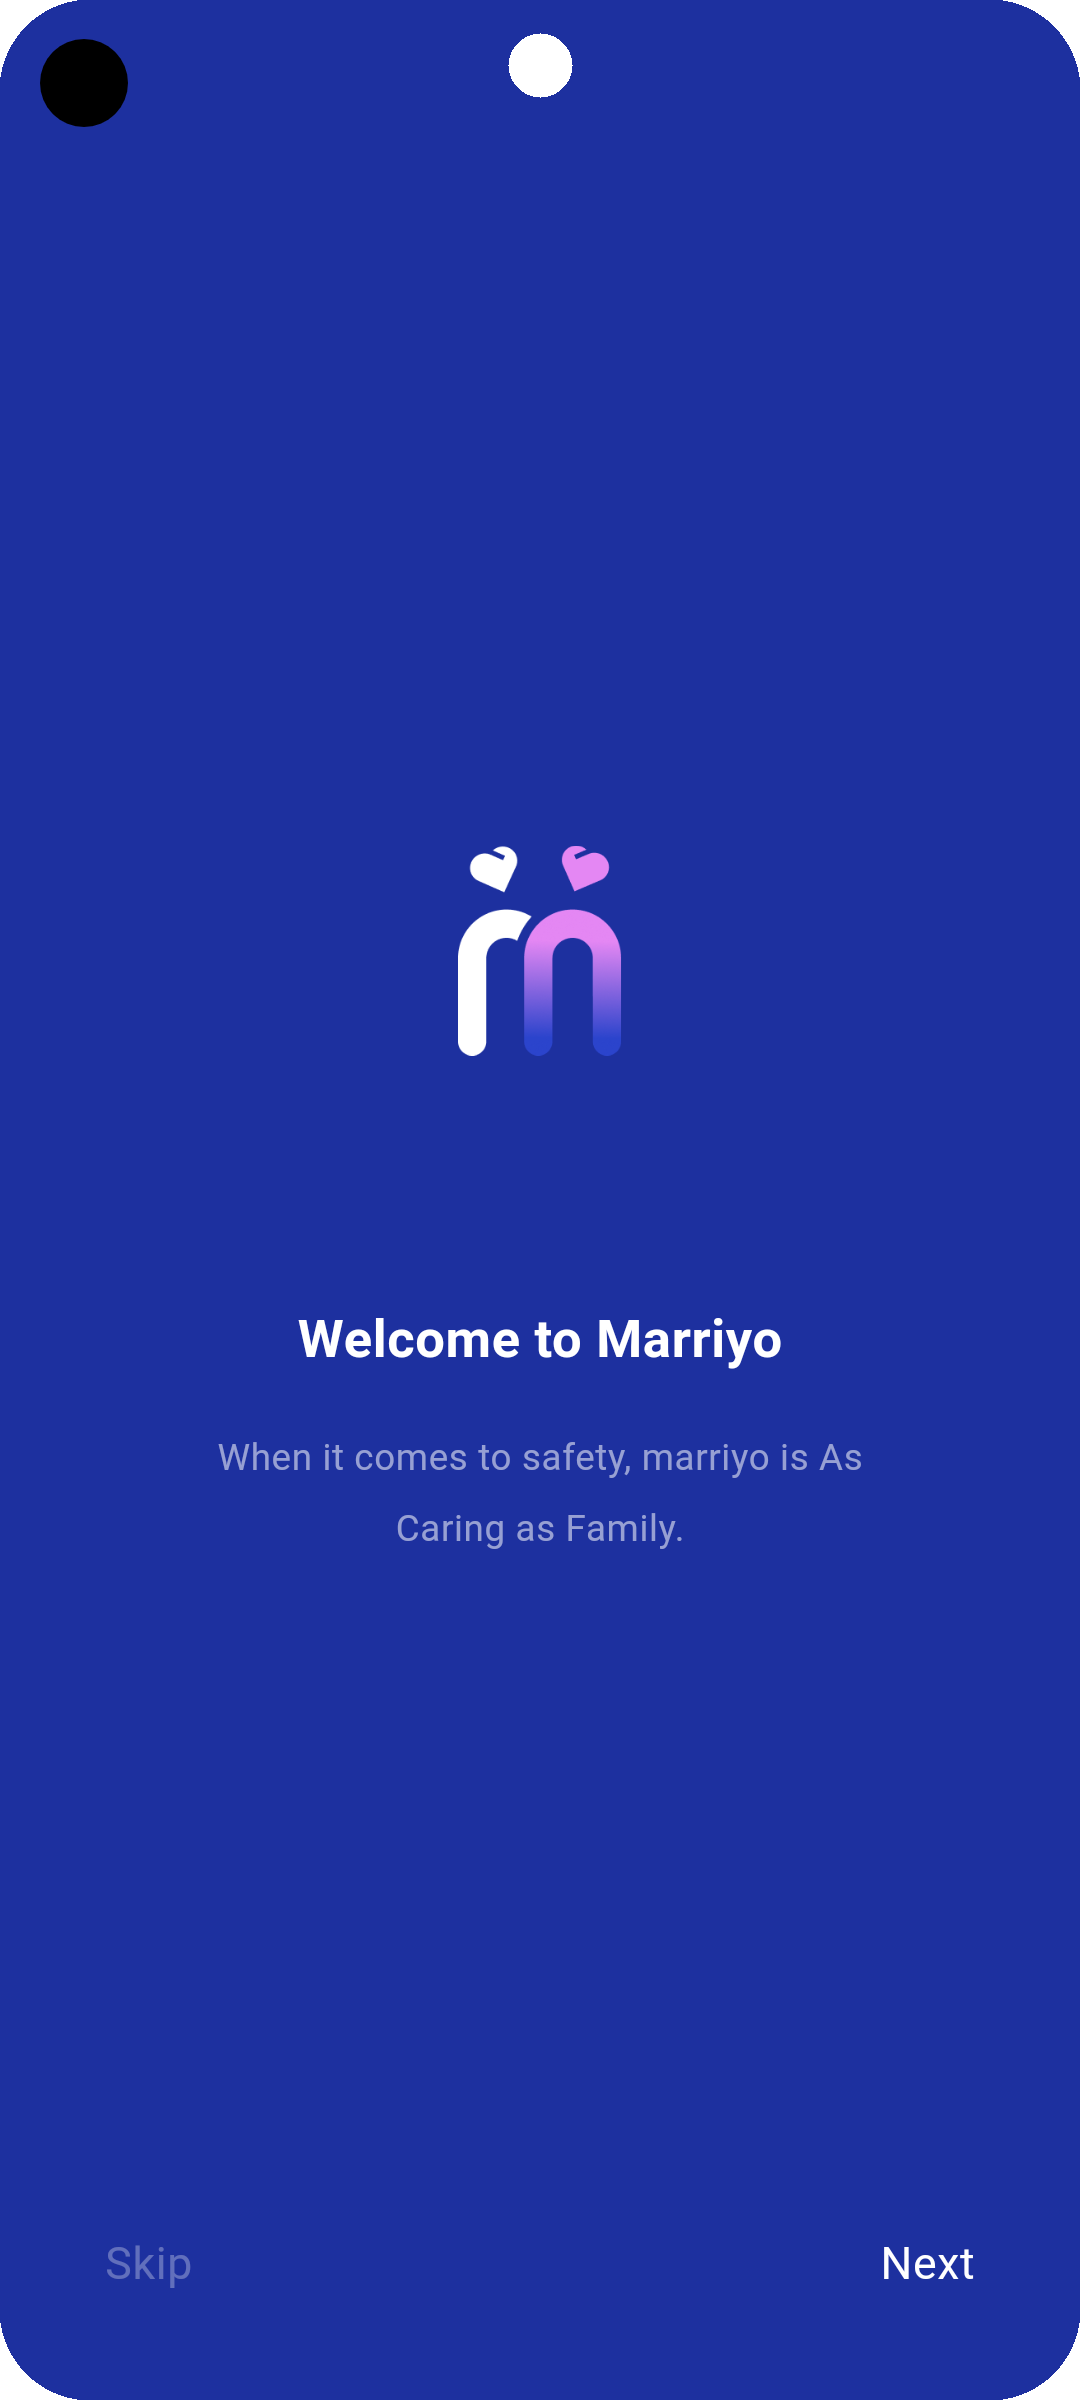 Welcome to Marriyo
When it comes to safety, marriyo is As
Caring as Family.
Skip
Next